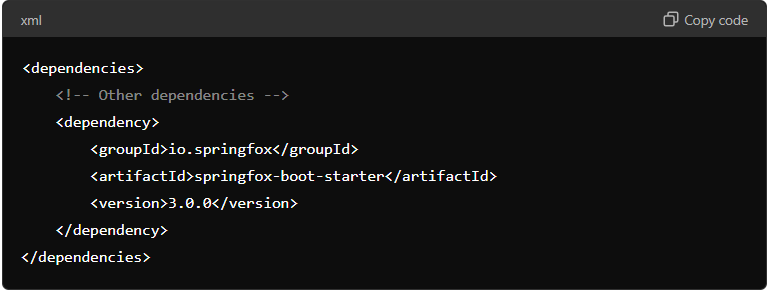 xml
Copy code
<dependencies>
    <!-- Other dependencies -->
    <dependency>
        <groupId>io.springfox</groupId>
        <artifactId>springfox-boot-starter</artifactId>
        <version>3.0.0</version>
    </dependency>
</dependencies>